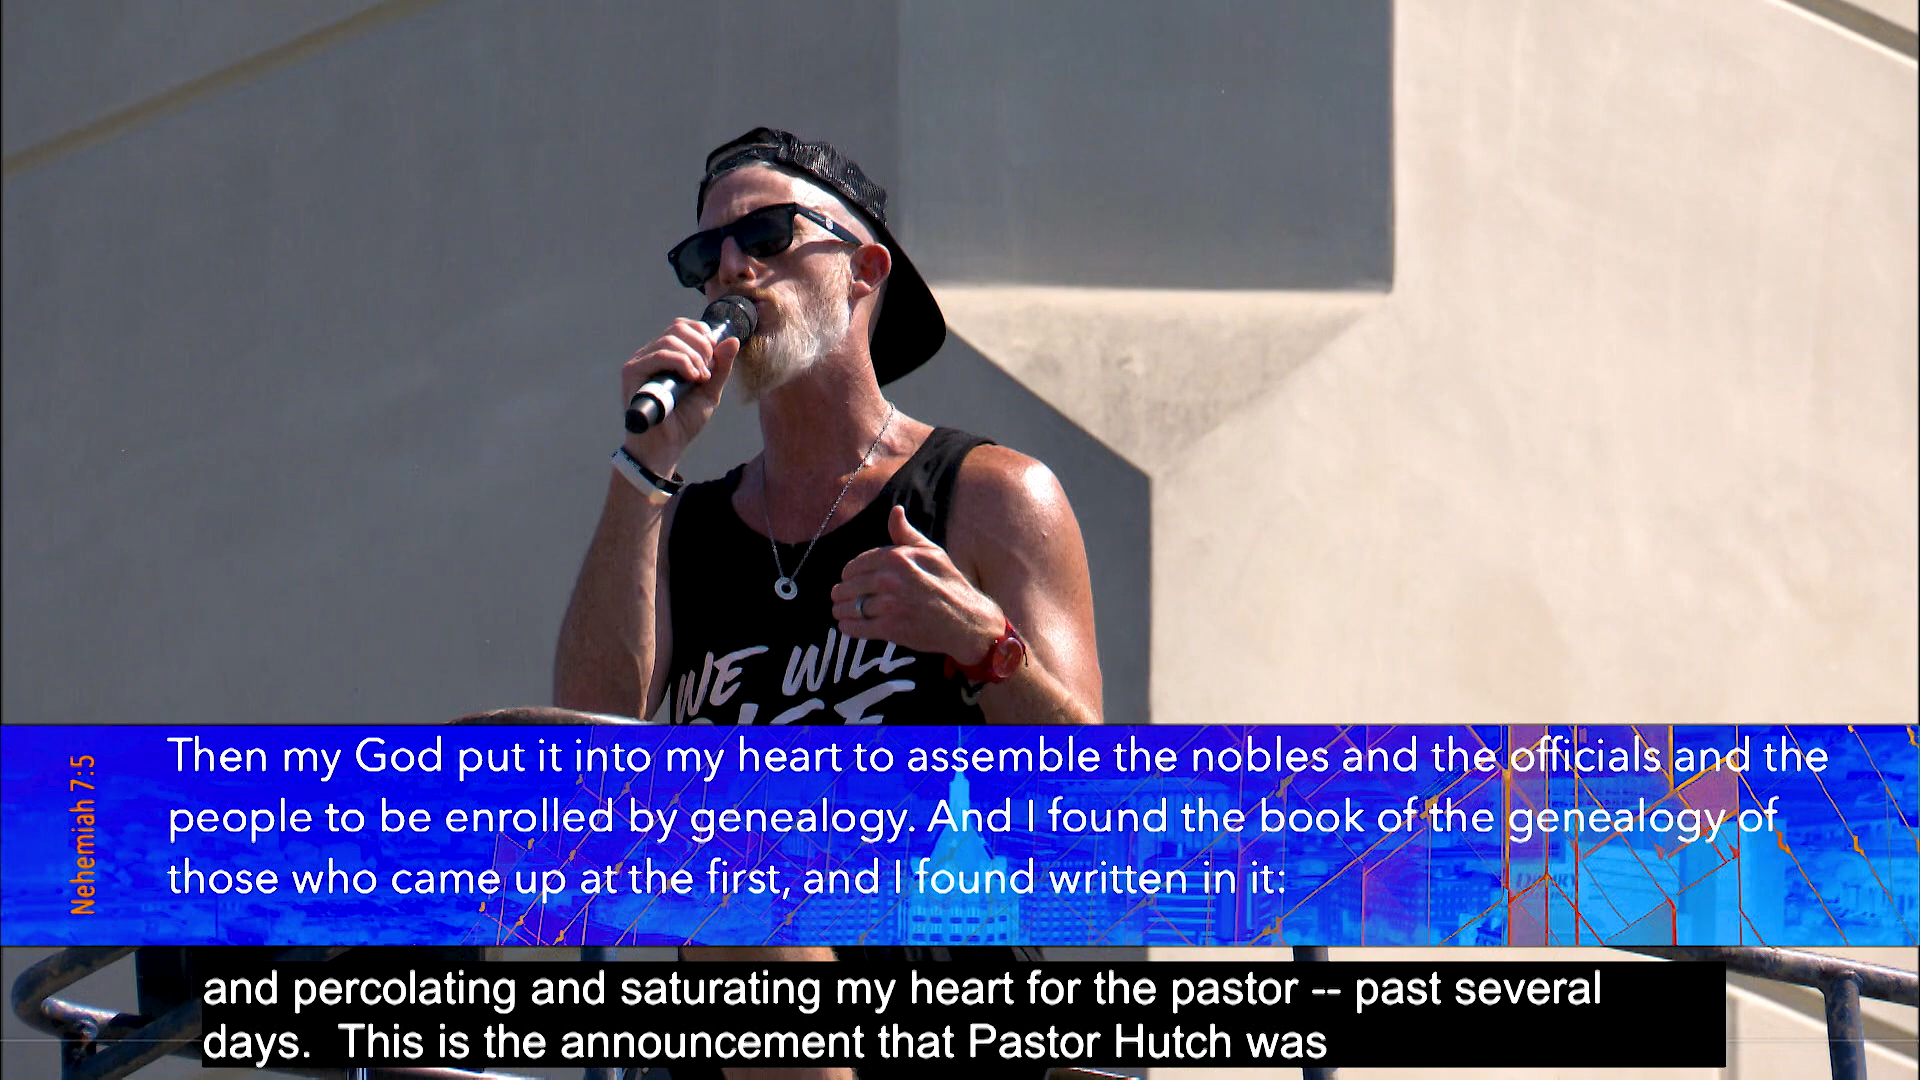 WE WILL
Nehemiah 7:5
Then my God put it into my heart to assemble the nobles and the officials and the
people to be enrolled by genealogy. And I found the book of the genealogy of
those who came up at the first, and I found written in it:
and percolating and saturating my heart for the pastor -- past several
days.  This is the announcement that Pastor Hutch was